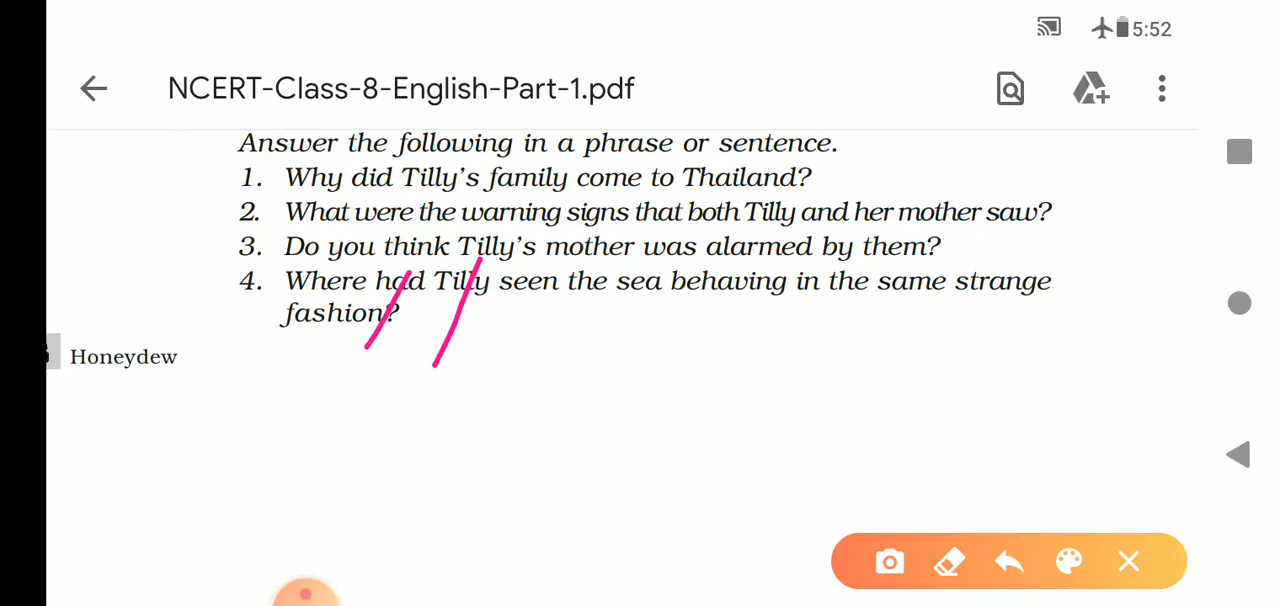 5:52
NCERT-Class-8-English-Part-1.pdf
Answer the following in a phrase or sentence.
1. Why did Tilly's family come to Thailand?
2. What were the warning signs that both Tilly and her mother saw?
3. Do you think Tilly's mother was alarmed by them?
4. Where had Tilly seen the sea behaving in the same strange
fashion?
Honeydew